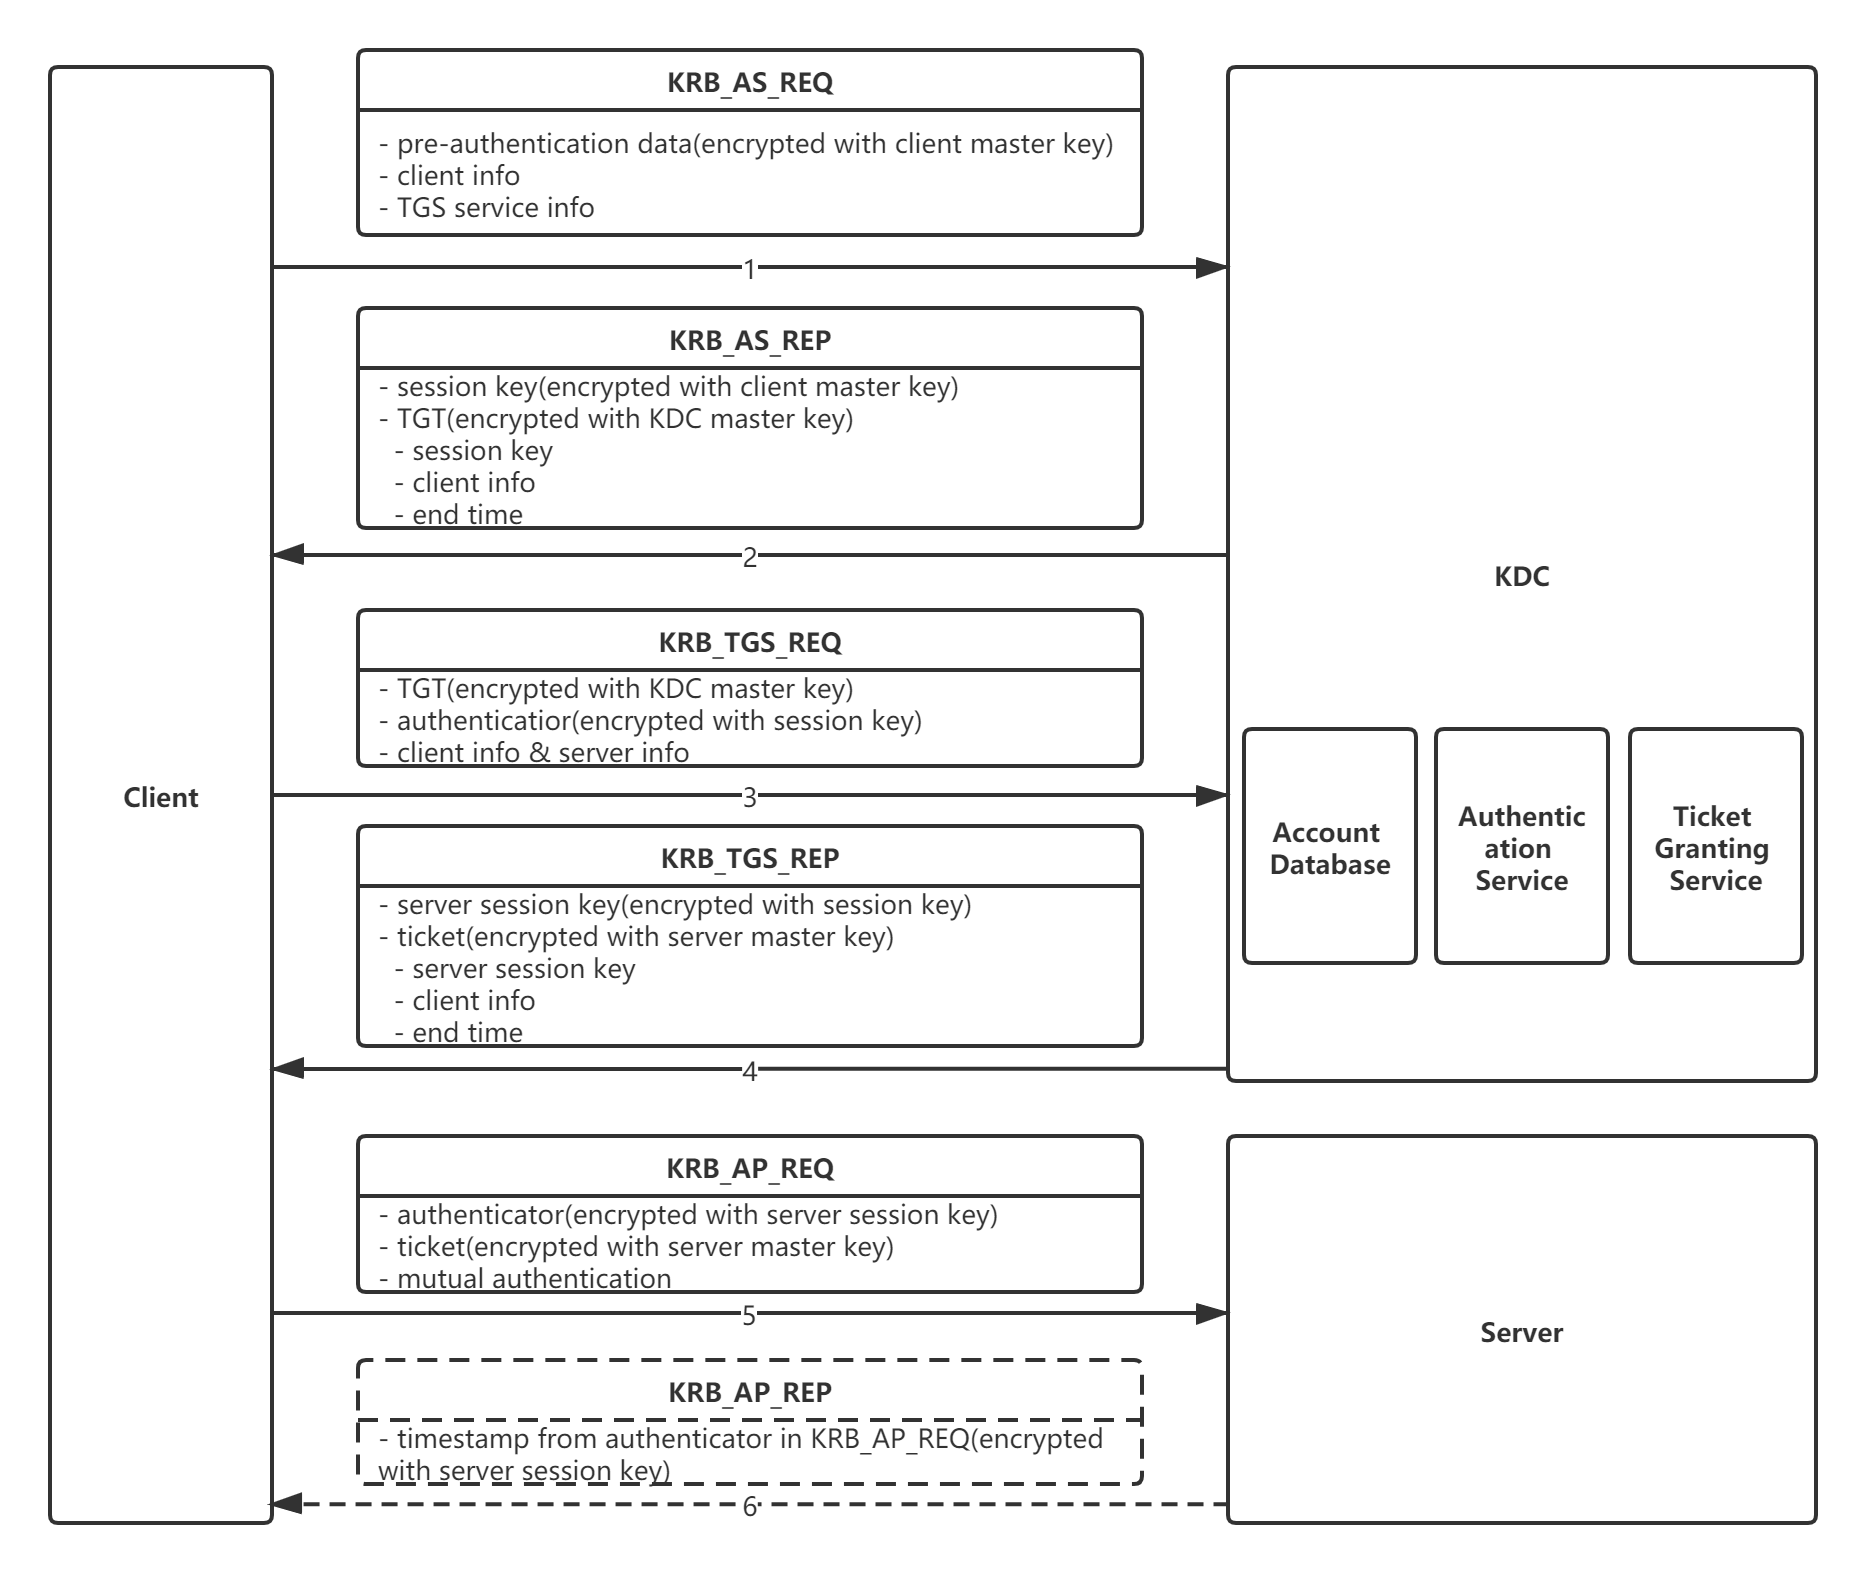 KRB_AS_REQ
- pre-authentication data(encrypted with client master key)
- client info
- TGS service info
1
KRB_AS_REP
- session key(encrypted with client master key)
- TGT(encrypted with KDC master key)
- session key
- client info
- end time
2
KDC
KRB_TGS_REQ
- TGT(encrypted with KDC master key)
- authenticatior(encrypted with session key)
- client info & server info
3
Client
Account
Database
Authentic
ation
Service
Ticket
Granting
Service
KRB_TGS_REP
- server session key(encrypted with session key)
- ticket(encrypted with server master key)
- server session key
- client info
- end time
4
KRB_AP_REQ
- authenticator(encrypted with server session key)
- ticket(encrypted with server master key)
- mutual authentication
5
Server
KRB_AP_REP
- timestamp from authenticator in KRB_AP_REQ(encrypted
with server session key)
6